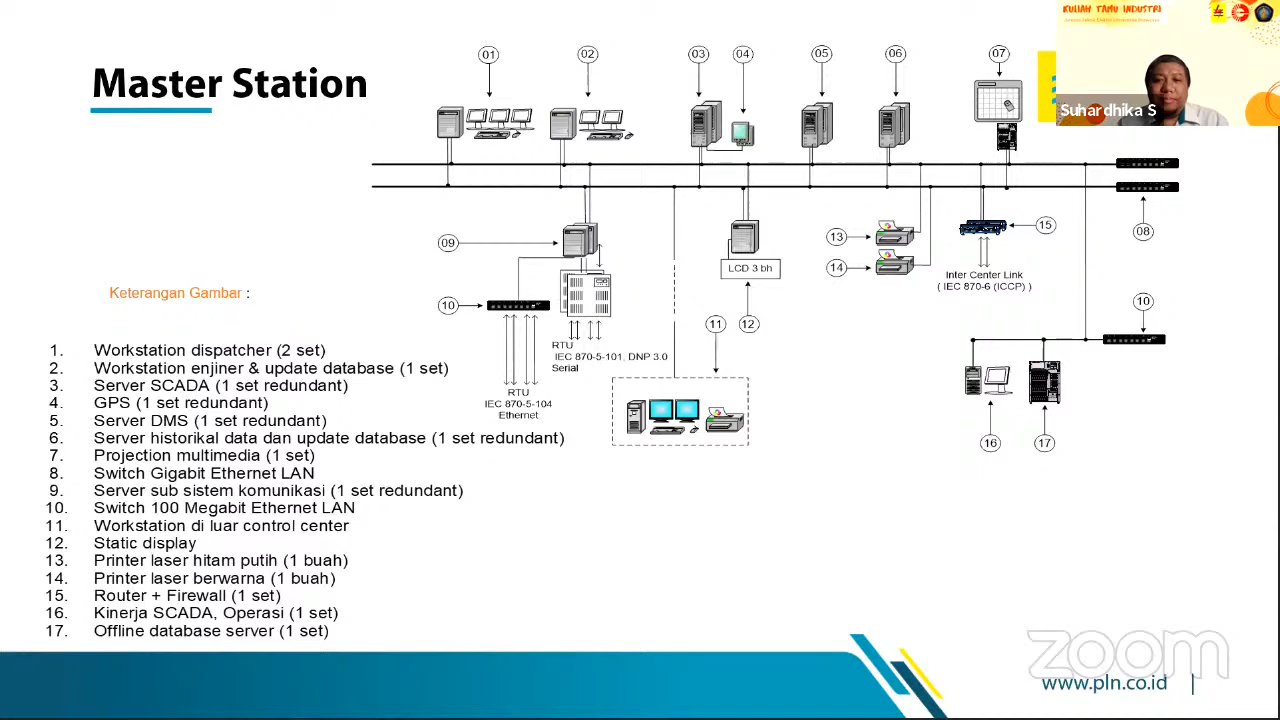 KULIAH TAMU INDUSTRI
Suhardhika S
Master Station
01
02
03
04
05
06
07
08
09
10
RTU
IEC 870-5-101, DNP 3.0
Serial
RTU
IEC 870-5-104
Ethernet
LCD 3 bh
11
12
13
14
15
Inter Center Link
( IEC 870-6 (ICCP) )
10
16
17
Keterangan Gambar :
1. Workstation dispatcher (2 set)
2. Workstation enjiner & update database (1 set)
3. Server SCADA (1 set redundant)
4. GPS (1 set redundant)
5. Server DMS (1 set redundant)
6. Server historikal data dan update database (1 set redundant)
7. Projection multimedia (1 set)
8. Switch Gigabit Ethernet LAN
9. Server sub sistem komunikasi (1 set redundant)
10. Switch 100 Megabit Ethernet LAN
11. Workstation di luar control center
12. Static display
13. Printer laser hitam putih (1 buah)
14. Printer laser berwarna (1 buah)
15. Router + Firewall (1 set)
16. Kinerja SCADA, Operasi (1 set)
17. Offline database server (1 set)
zoom
www.pln.co.id